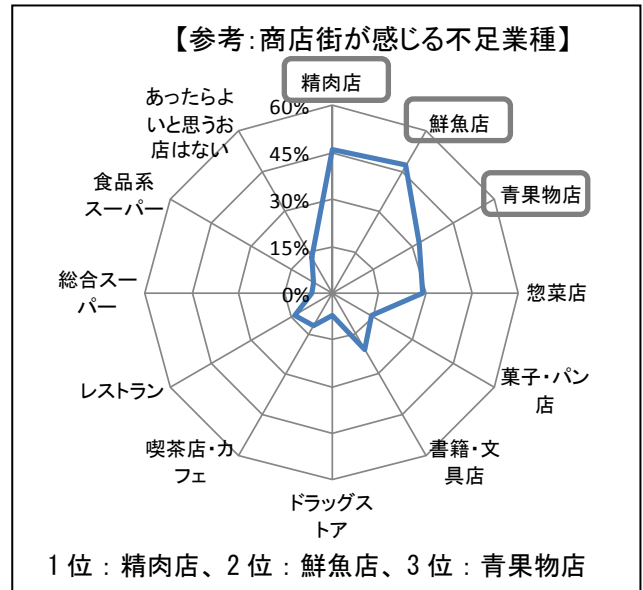 【参考：商店街が感じる不足業種】
精肉店
鮮魚店
青果物店
惣菜店
菓子・パン
店
書籍・文
具店
ドラッグス
トア
喫茶店・カ
フェ
レストラン
総合スー
パー
食品系
スーパー
あったらよ
いと思うお
店はない
60%
45%
30%
15%
0%
1位：精肉店、2位：鮮魚店、3位：青果物店